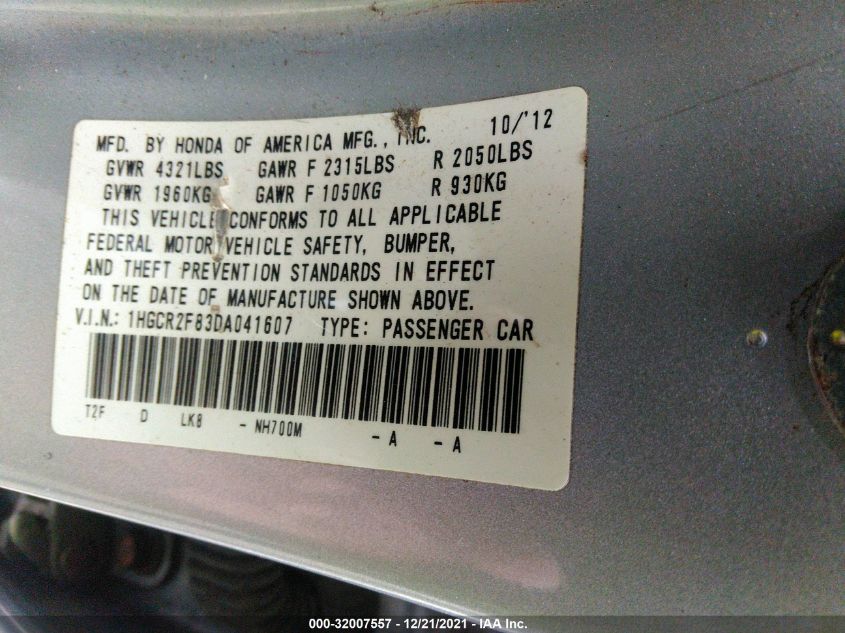 MFD. BY HONDA OF AMERICA MFG., INC. 10/'12
GVWR 4321LBS GAWR F 2315LBS R 2050LBS
GVWR 1960KG GAWR F 1050KG R 930KG
THIS VEHICLE CONFORMS TO ALL APPLICABLE
FEDERAL MOTOR VEHICLE SAFETY, BUMPER,
AND THEFT PREVENTION STANDARDS IN EFFECT
ON THE DATE OF MANUFACTURE SHOWN ABOVE.
V.I.N.: 1HGCR2F83DA041607 TYPE: PASSENGER CAR
T2F D LK8 - NH700M - A - A
000-32007557 - 12/21/2021 - IAA Inc.